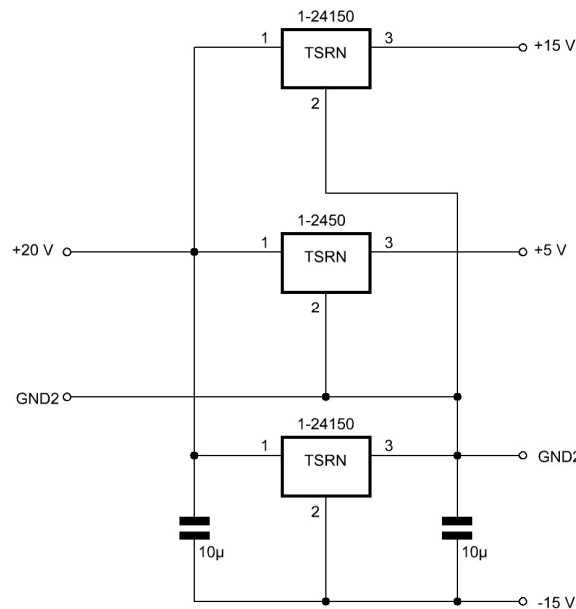 1-24150
1
TSRN
3
+15 V
2
1-2450
+20 V
1
TSRN
3
+5 V
2
GND2
1-24150
1
TSRN
3
GND2
2
10µ
10µ
-15 V